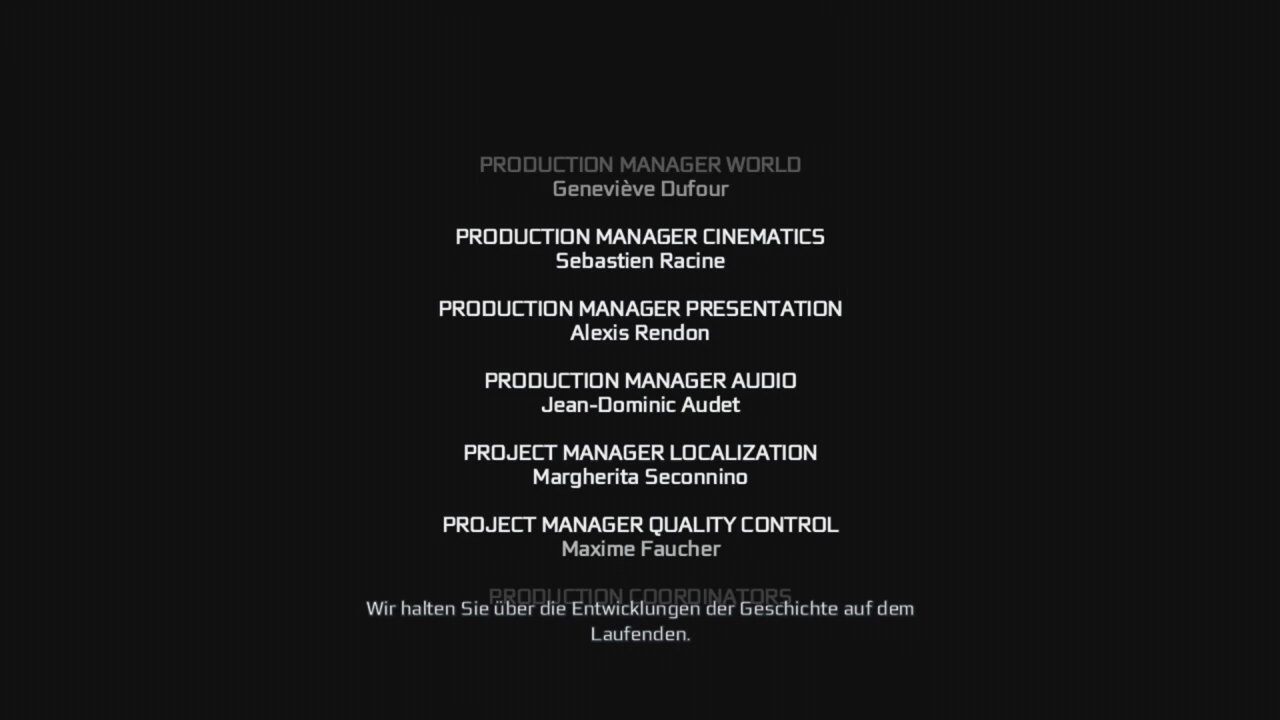 PRODUCTION MANAGER WORLD
Geneviève Dufour
PRODUCTION MANAGER CINEMATICS
Sebastien Racine
PRODUCTION MANAGER PRESENTATION
Alexis Rendon
PRODUCTION MANAGER AUDIO
Jean-Dominic Audet
PROJECT MANAGER LOCALIZATION
Margherita Seconnino
PROJECT MANAGER QUALITY CONTROL
Maxime Faucher
PRODUCTION COORDINATORS
Wir halten Sie über die Entwicklungen der Geschichte auf dem
Laufenden.